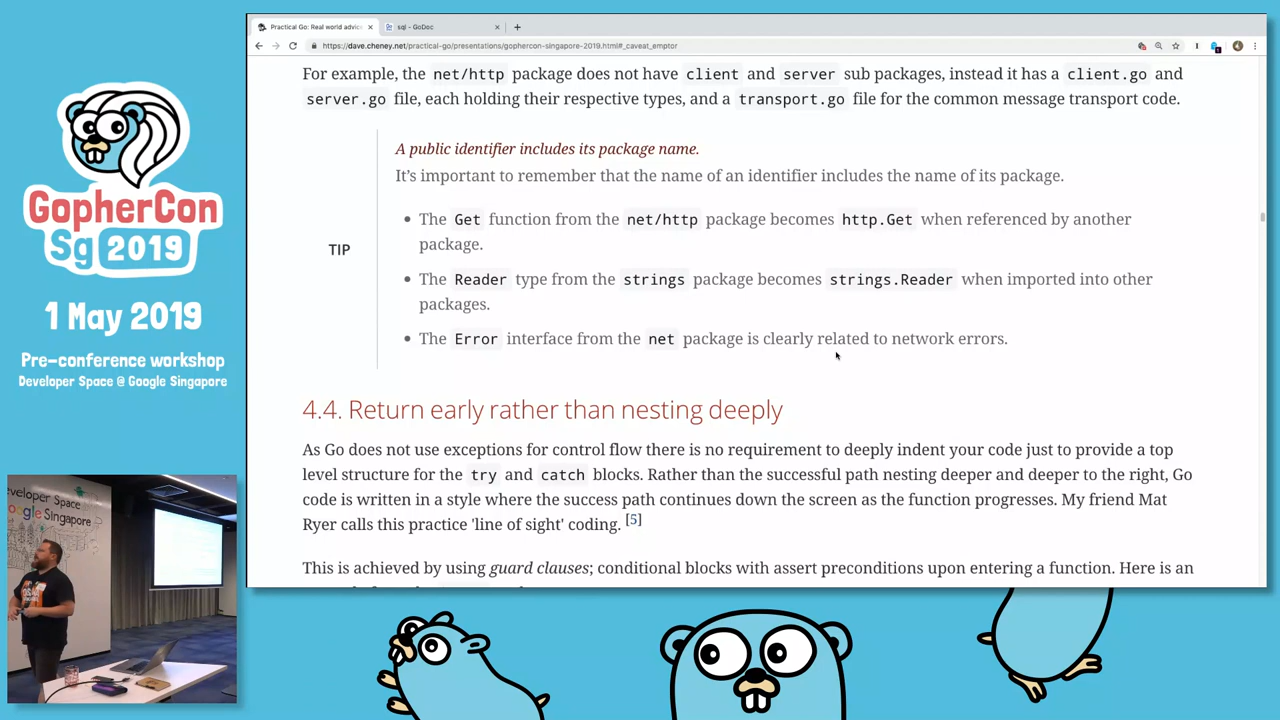 Practical Go: Real world advic
sql - GoDoc
https://dave.cheney.net/practical-go/presentations/gophercon-singapore-2019.html#_caveat_emptor
For example, the net/http package does not have client and server sub packages, instead it has a client.go and
server.go file, each holding their respective types, and a transport.go file for the common message transport code.
A public identifier includes its package name.
It's important to remember that the name of an identifier includes the name of its package.
• The Get function from the net/http package becomes http.Get when referenced by another
package.
TIP
• The Reader type from the strings package becomes strings.Reader when imported into other
packages.
• The Error interface from the net package is clearly related to network errors.
4.4. Return early rather than nesting deeply
As Go does not use exceptions for control flow there is no requirement to deeply indent your code just to provide a top
level structure for the try and catch blocks. Rather than the successful path nesting deeper and deeper to the right, Go
code is written in a style where the success path continues down the screen as the function progresses. My friend Mat
Ryer calls this practice 'line of sight' coding. [5]
This is achieved by using guard clauses; conditional blocks with assert preconditions upon entering a function. Here is an
GopherCon
Sg 2019
1 May 2019
Pre-conference workshop
Developer Space @ Google Singapore
Developer Space
Google Singapore